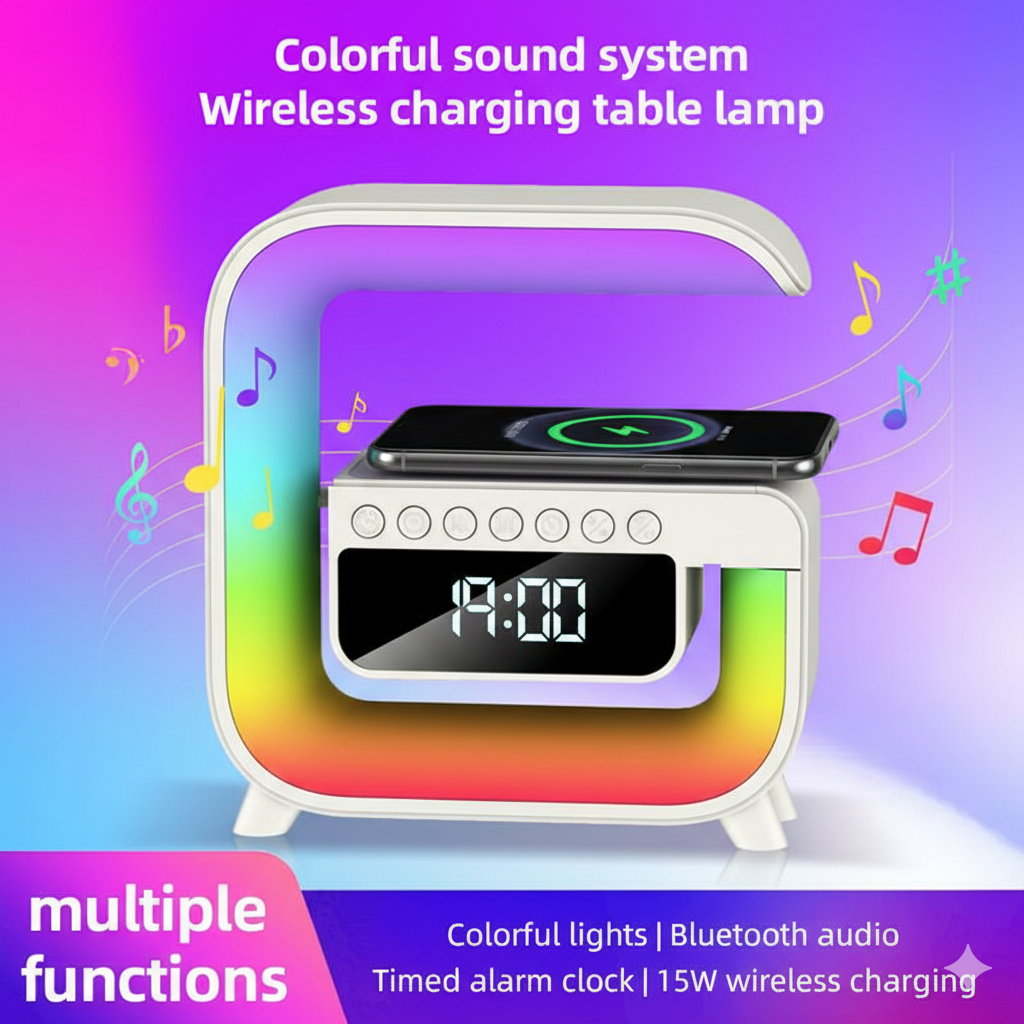 Colorful sound system
Wireless charging table lamp
19:00
multiple
functions
Colorful lights | Bluetooth audio
Timed alarm clock | 15W wireless charging